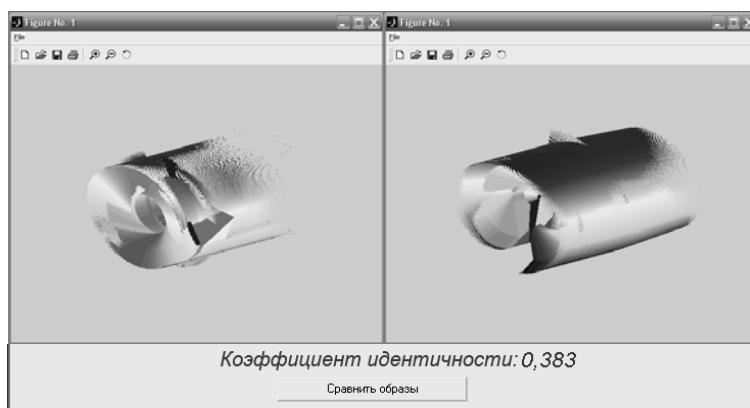 Figure No. 1
File
Figure No. 1
File
Коэффициент идентичности: 0,383
Сравнить образы